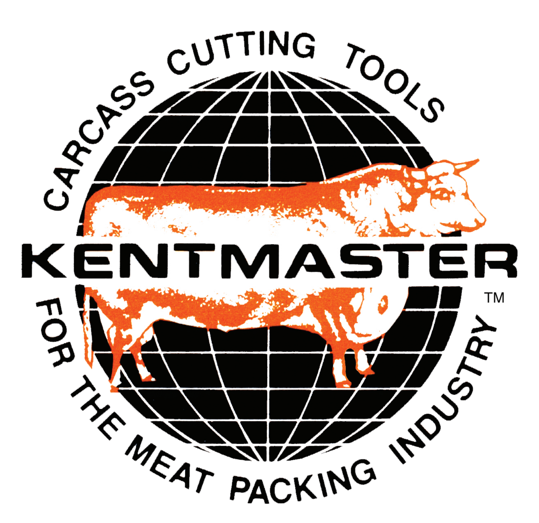 CARCASS CUTTING TOOLS
KENTMASTER
TM
FOR THE MEAT PACKING INDUSTRY